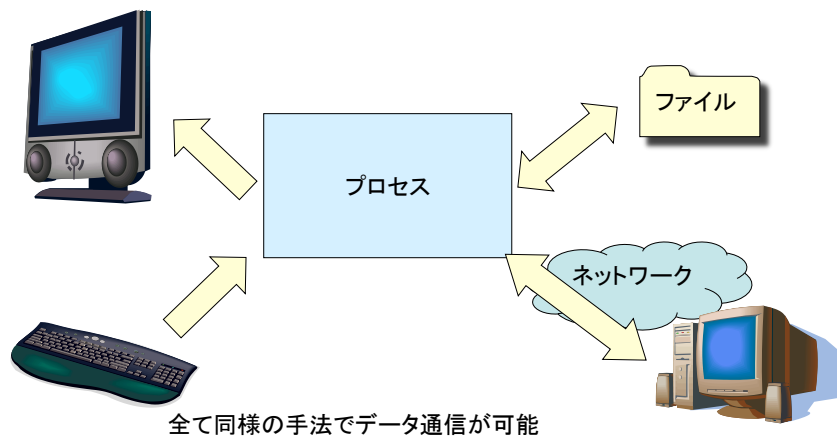 ファイル
プロセス
ネットワーク
全て同様の手法でデータ通信が可能